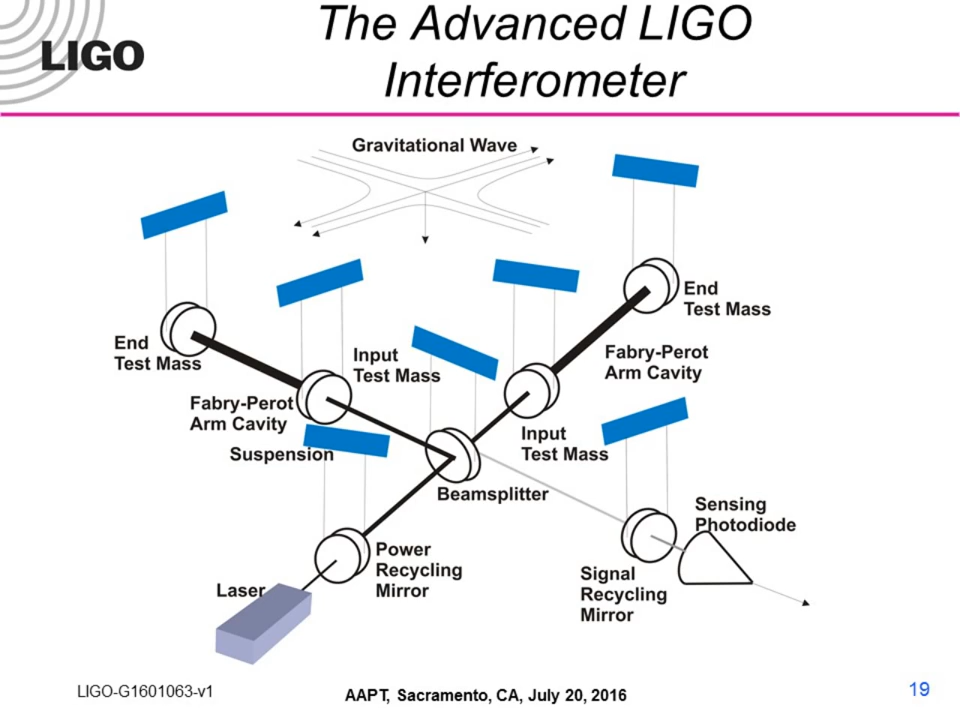 LIGO
The Advanced LIGO
Interferometer
Gravitational Wave
End
Test Mass
End
Test Mass
Input
Test Mass
Fabry-Perot
Arm Cavity
Fabry-Perot
Arm Cavity
Suspension
Input
Test Mass
Beamsplitter
Sensing
Photodiode
Power
Recycling
Mirror
Signal
Recycling
Mirror
Laser
LIGO-G1601063-v1
AAPT, Sacramento, CA, July 20, 2016
19